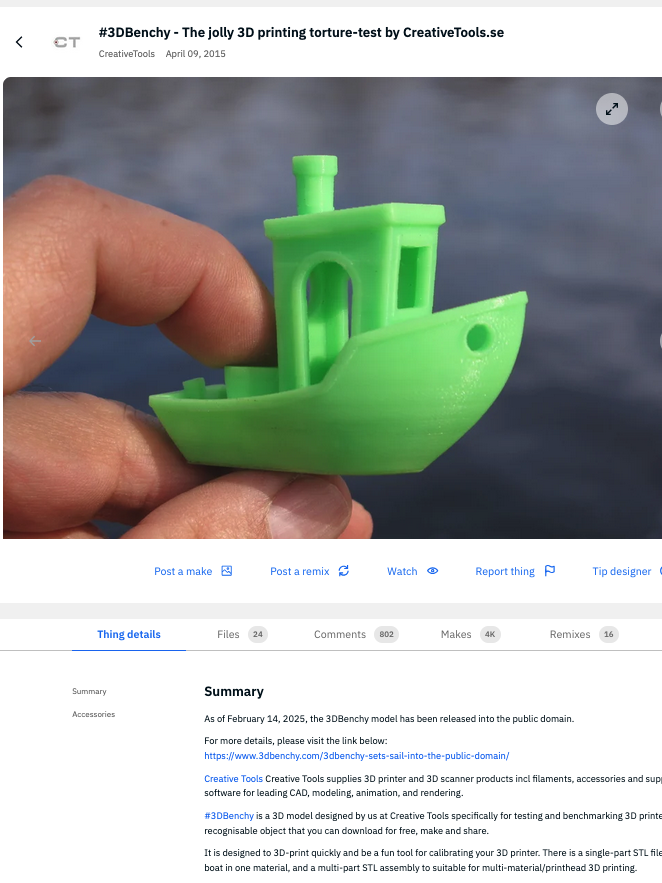 #3DBenchy - The jolly 3D printing torture-test by CreativeTools.se
CT
CreativeTools April 09, 2015
Post a make
Post a remix
Watch
Report thing
Tip designer
Thing details
Files 24
Comments 802
Makes 4K
Remixes 16
Summary
Accessories
Summary
As of February 14, 2025, the 3DBenchy model has been released into the public domain.
For more details, please visit the link below:
https://www.3dbenchy.com/3dbenchy-sets-sail-into-the-public-domain/
Creative Tools Creative Tools supplies 3D printer and 3D scanner products incl filaments, accessories and sup
software for leading CAD, modeling, animation, and rendering.
#3DBenchy is a 3D model designed by us at Creative Tools specifically for testing and benchmarking 3D printe
recognisable object that you can download for free, make and share.
It is designed to 3D-print quickly and be a fun tool for calibrating your 3D printer. There is a single-part STL file
boat in one material, and a multi-part STL assembly to suitable for multi-material/printhead 3D printing.